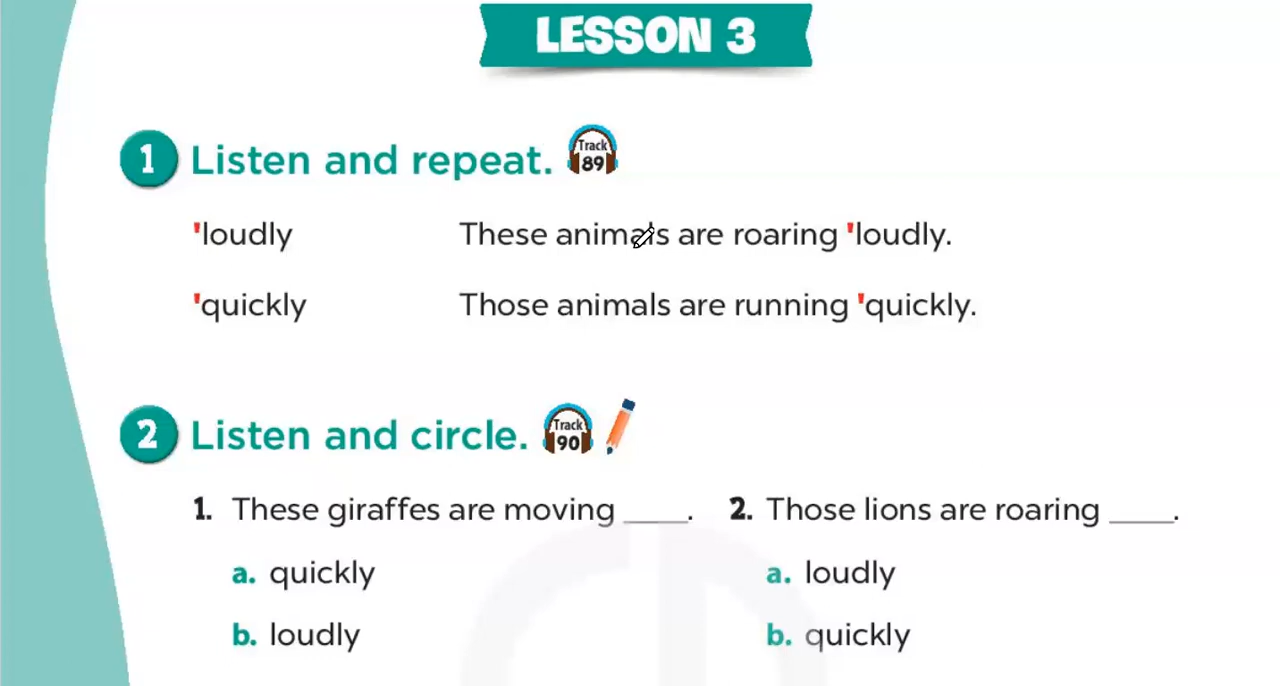 LESSON 3
1 Listen and repeat. Track 89
'loudly These animals are roaring 'loudly.
'quickly Those animals are running 'quickly.
2 Listen and circle. Track 90
1. These giraffes are moving ____. 2. Those lions are roaring ____.
a. quickly a. loudly
b. loudly b. quickly